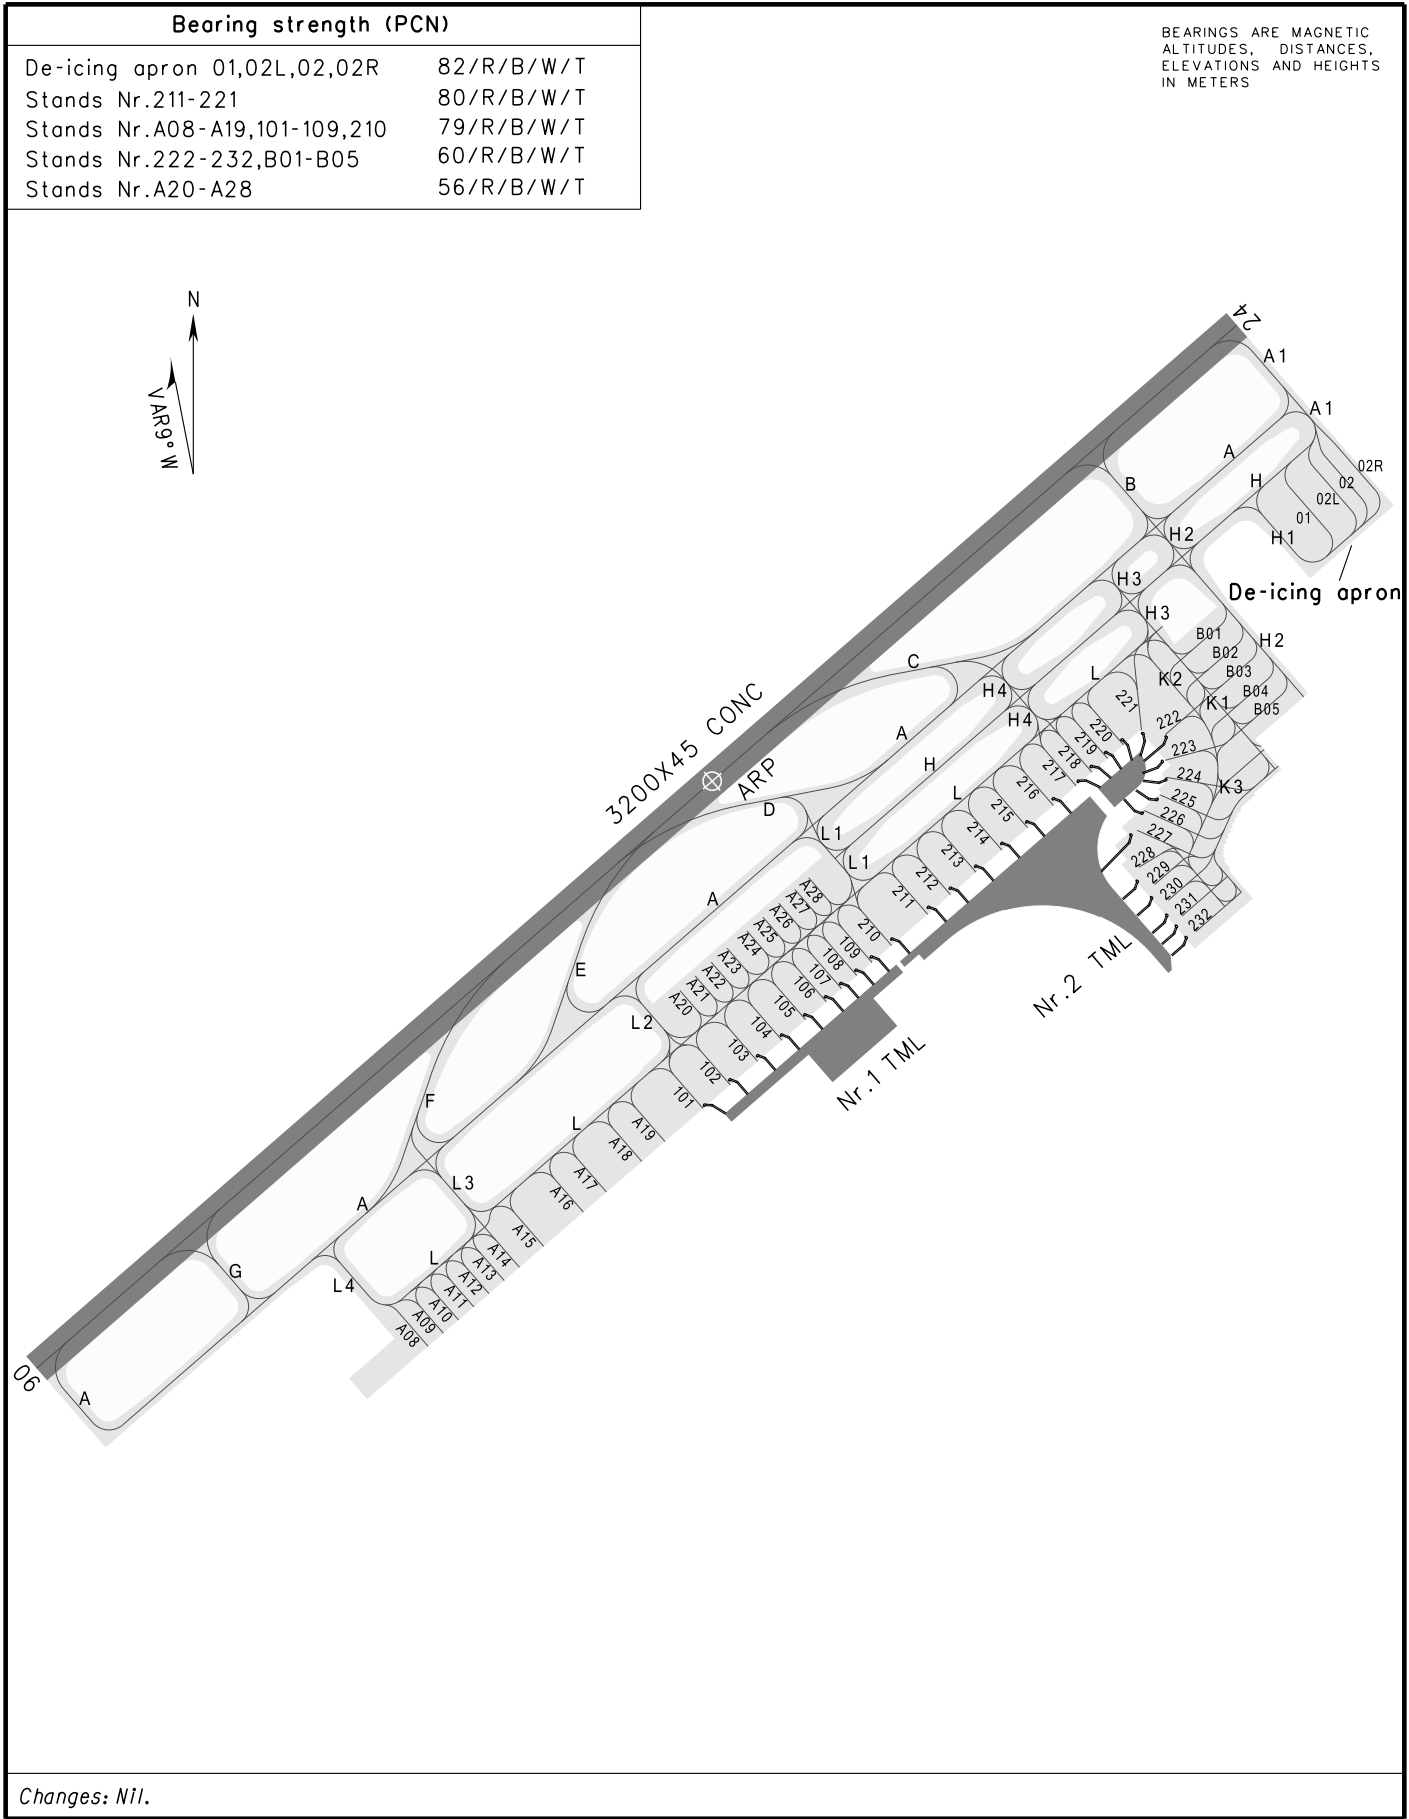 Bearing strength (PCN)
De-icing apron 01,02L,02,02R 82/R/B/W/T
Stands Nr.211-221 80/R/B/W/T
Stands Nr.A08-A19,101-109,210 79/R/B/W/T
Stands Nr.222-232,B01-B05 60/R/B/W/T
Stands Nr.A20-A28 56/R/B/W/T
BEARINGS ARE MAGNETIC
ALTITUDES, DISTANCES,
ELEVATIONS AND HEIGHTS
IN METERS
N
VAR9°W
24
A1
A1
A
02R
H
02
B
02L
01
H2
H1
H3
De-icing apron
H3
B01
H2
B02
C
B03
L
K2
H4
B04
221
K1
B05
H4
222
220
A
219
223
3200X45 CONC
218
H
217
224
ARP
K3
216
L
225
D
215
226
L1
214
227
213
228
L1
212
229
A28
211
230
A27
231
A
A26
210
232
A25
109
A24
108
Nr.2 TML
A23
107
E
A22
106
A21
105
A20
104
L2
103
102
Nr.1 TML
101
F
A19
L
A18
A17
L3
A16
A
A15
L
A14
G
A13
L4
A12
A11
A10
A09
A08
06
A
Changes: Nil.